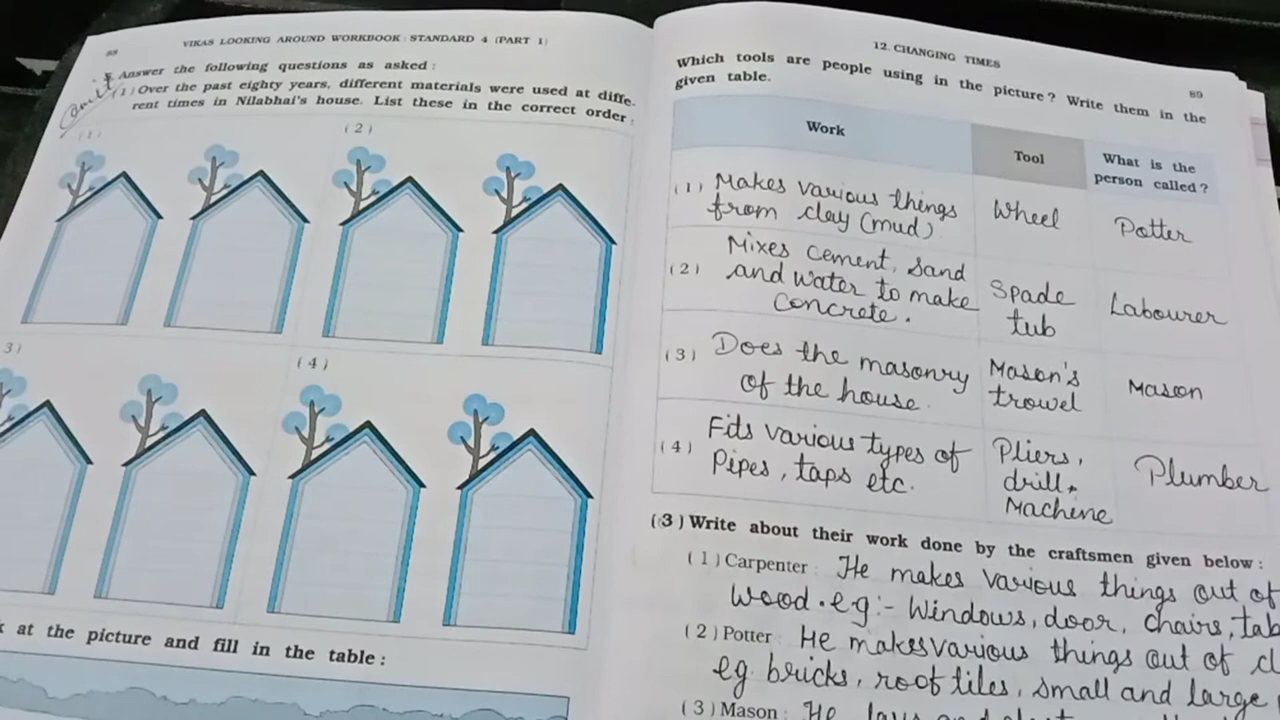 88
VIKAS LOOKING AROUND WORKBOOK : STANDARD 4 (PART 1)
Answer the following questions as asked :
(1) Over the past eighty years, different materials were used at diffe-
rent times in Nilabhai's house. List these in the correct order :
(1)
(2)
3)
(4)
at the picture and fill in the table :
12. CHANGING TIMES
89
Which tools are people using in the picture? Write them in the
given table.
Work
Tool
What is the
person called?
(1) Makes various things
from clay (mud)
Wheel
Potter
(2) Mixes cement, sand
and water to make
concrete.
Spade
tub
Labourer
(3) Does the masonry
of the house.
Mason's
trowel
Mason
(4) Fits various types of
Pipes, taps etc.
Pliers,
drill
Machine
Plumber
(3) Write about their work done by the craftsmen given below :
(1) Carpenter : He makes various things out of
wood. eg :- Windows, door, chairs, tab
(2) Potter : He makes various things out of cl
eg bricks, roof tiles, small and large
(3) Mason : He lays and